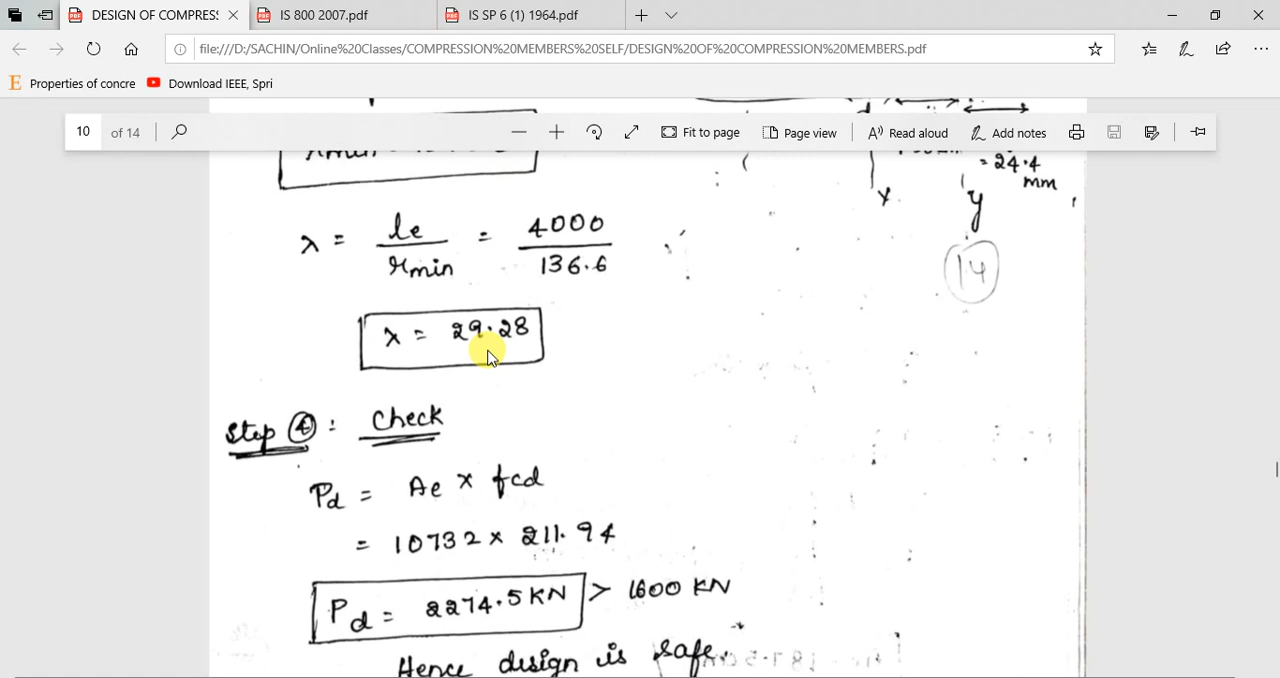 DESIGN OF COMPRESS
IS 800 2007.pdf
IS SP 6 (1) 1964.pdf
file:///D:/SACHIN/Online%20Classes/COMPRESSION%20MEMBERS%20SELF/DESIGN%20OF%20COMPRESSION%20MEMBERS.pdf
E Properties of concre
Download IEEE, Spri
10 of 14
Fit to page
Page view
Read aloud
Add notes
= 24.4
mm
y
14
λ = le / rmin = 4000 / 136.6
λ = 29.28
Step ④ : Check
Pd = Ae × fcd
= 10732 × 211.94
Pd = 2274.5 KN > 1600 KN
Hence design is safe.